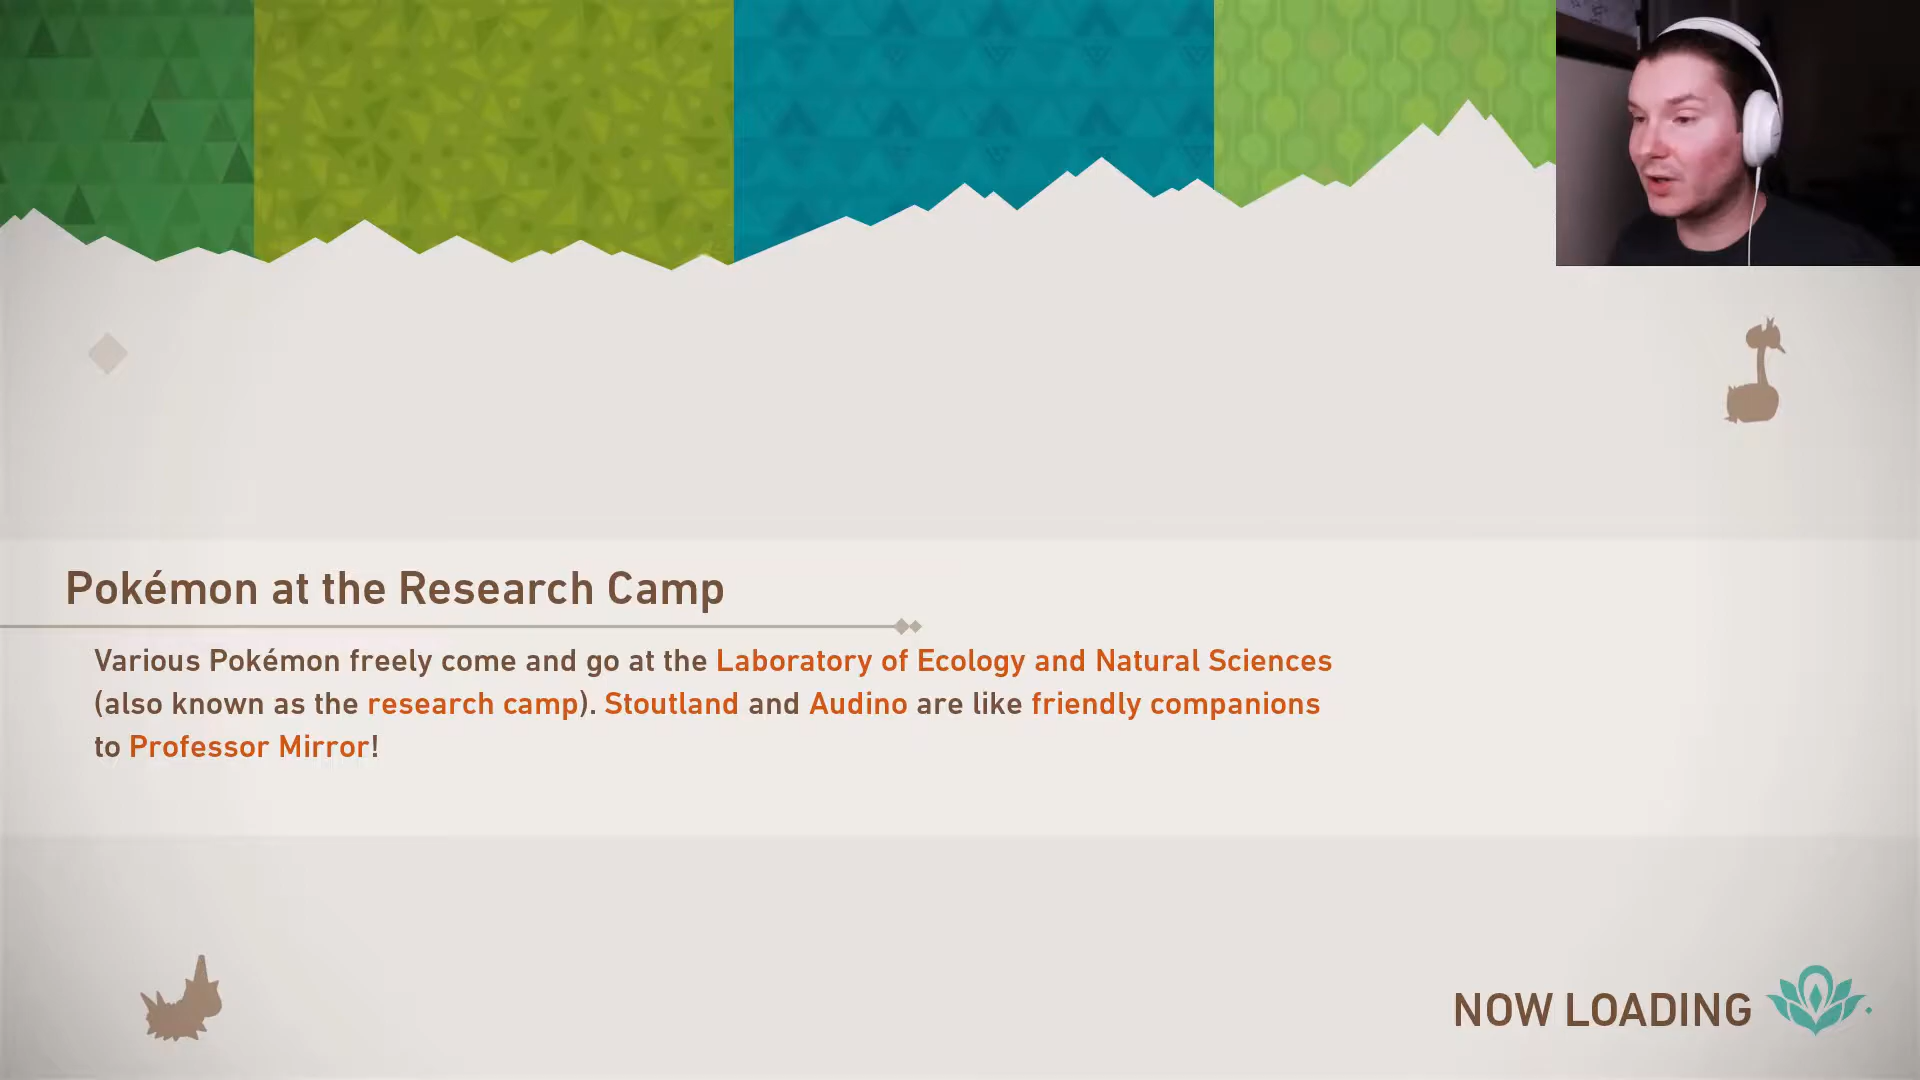 Pokémon at the Research Camp
Various Pokémon freely come and go at the Laboratory of Ecology and Natural Sciences
(also known as the research camp). Stoutland and Audino are like friendly companions
to Professor Mirror!
NOW LOADING